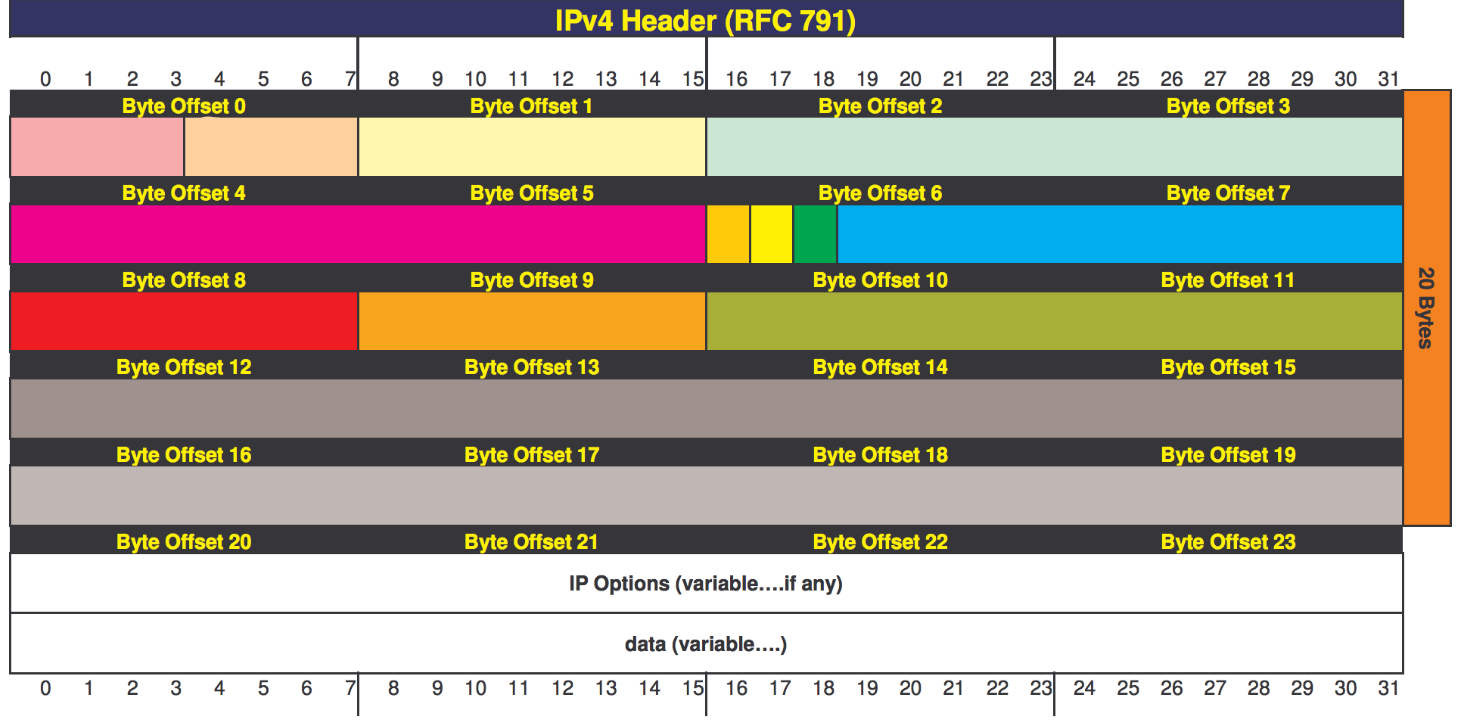 IPv4 Header (RFC 791)
0 1 2 3 4 5 6 7 8 9 10 11 12 13 14 15 16 17 18 19 20 21 22 23 24 25 26 27 28 29 30 31
Byte Offset 0 Byte Offset 1 Byte Offset 2 Byte Offset 3
Byte Offset 4 Byte Offset 5 Byte Offset 6 Byte Offset 7
Byte Offset 8 Byte Offset 9 Byte Offset 10 Byte Offset 11
20 Bytes
Byte Offset 12 Byte Offset 13 Byte Offset 14 Byte Offset 15
Byte Offset 16 Byte Offset 17 Byte Offset 18 Byte Offset 19
Byte Offset 20 Byte Offset 21 Byte Offset 22 Byte Offset 23
IP Options (variable....if any)
data (variable....)
0 1 2 3 4 5 6 7 8 9 10 11 12 13 14 15 16 17 18 19 20 21 22 23 24 25 26 27 28 29 30 31